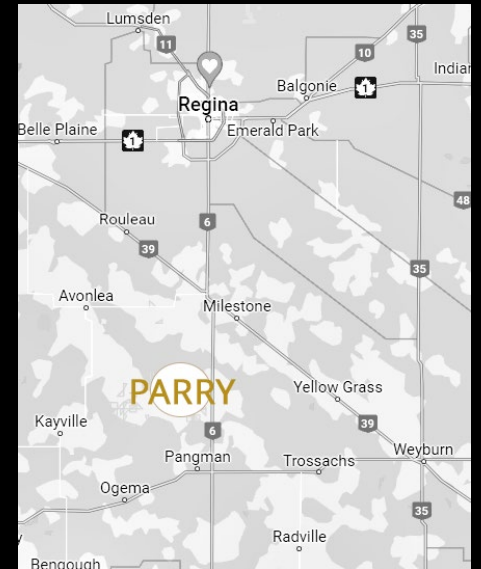 Lumsden
11
35
10
Indian
Balgonie
1
Regina
Emerald Park
Belle Plaine
1
48
Rouleau
6
39
35
Avonlea
Milestone
PARRY
Yellow Grass
Kayville
6
39
Pangman
Trossachs
Weyburn
Ogema
35
Radville
y
Bengough